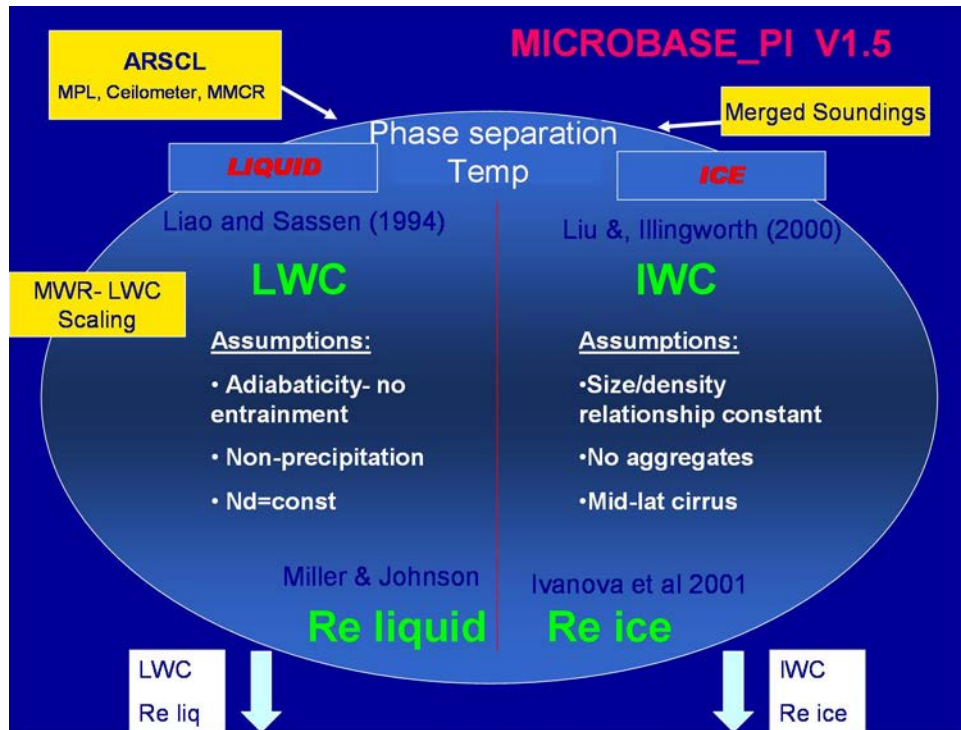 MICROBASE_PI V1.5
ARSCL
MPL, Ceilometer, MMCR
Merged Soundings
Phase separation
Temp
LIQUID
ICE
Liao and Sassen (1994)
Liu &, Illingworth (2000)
LWC
IWC
MWR- LWC
Scaling
Assumptions:
• Adiabaticity- no
entrainment
• Non-precipitation
• Nd=const
Assumptions:
•Size/density
relationship constant
•No aggregates
•Mid-lat cirrus
Miller & Johnson
Re liquid
Ivanova et al 2001
Re ice
LWC
Re liq
IWC
Re ice